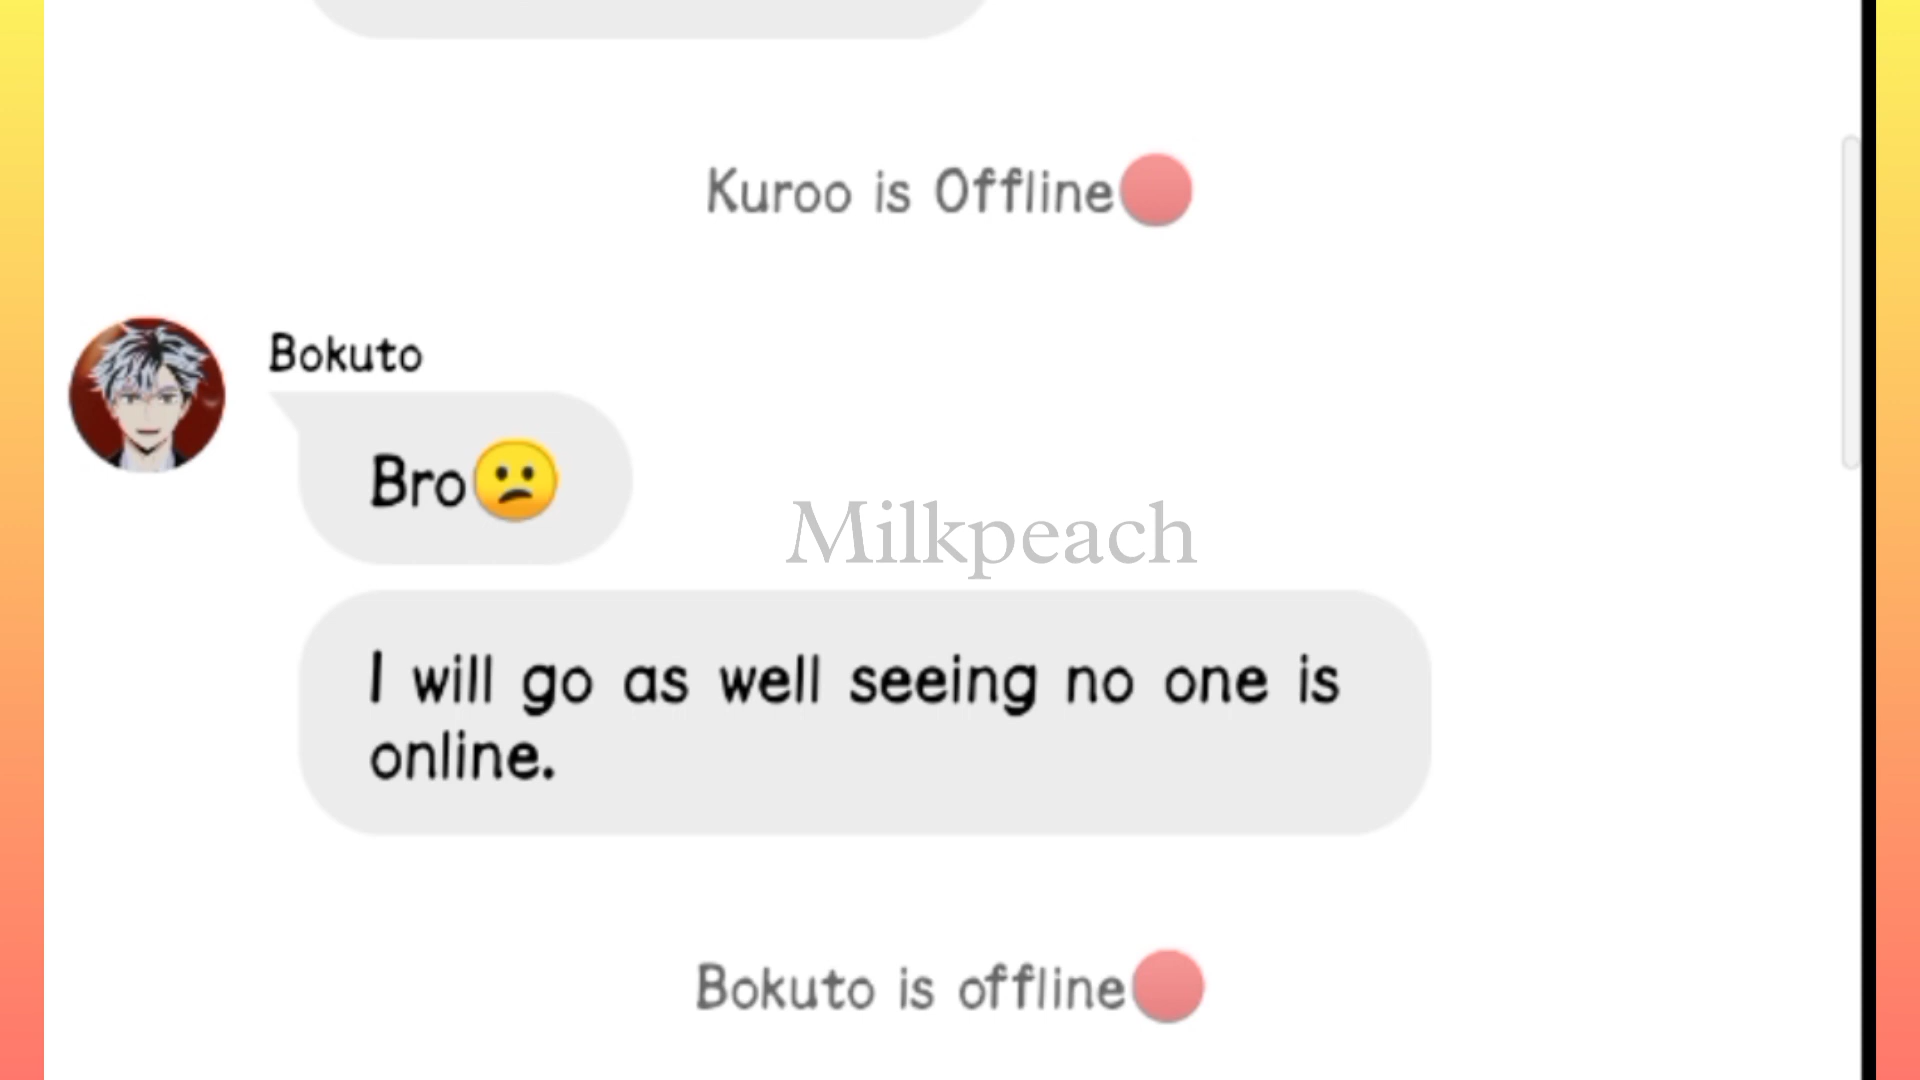 Kuroo is Offline🔴
Bokuto
Bro😕
Milkpeach
I will go as well seeing no one is
online.
Bokuto is offline🔴